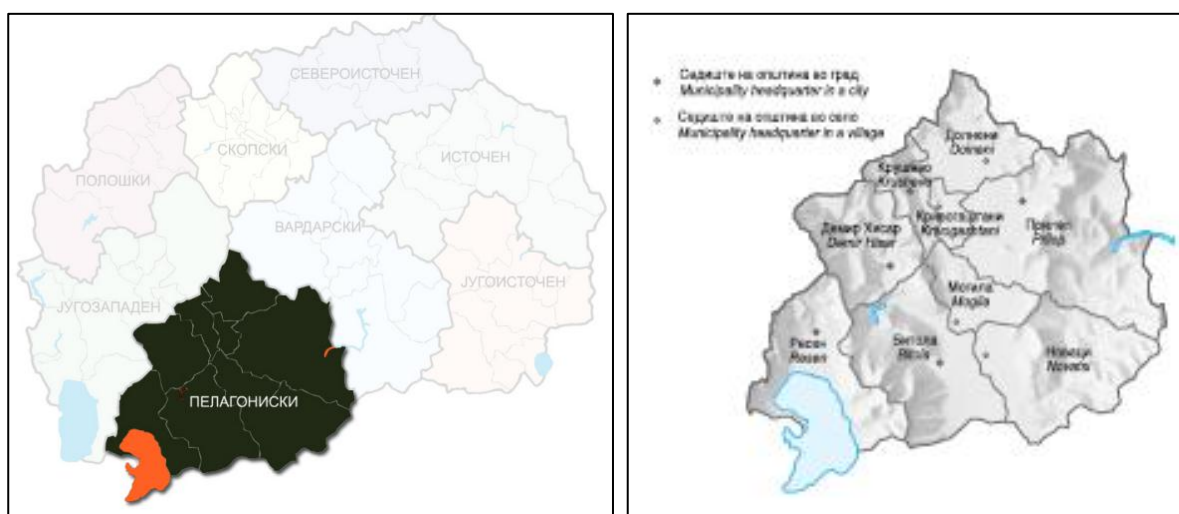 СЕВЕРОИСТОЧЕН
СКОПСКИ
ИСТОЧЕН
ПОЛОШКИ
ВАРДАРСКИ
ЈУГОЗАПАДЕН
ЈУГОИСТОЧЕН
ПЕЛАГОНИСКИ
Седиште на општина во град
Municipality headquarter in a city
Седиште на општина во село
Municipality headquarter in a village
Долнени
Dolneni
Крушево
Krushevo
Кривогаштани
Krivogashtani
Прилеп
Prilep
Демир Хисар
Demir Hisar
Могила
Mogila
Ресен
Resen
Битола
Bitola
Новаци
Novaci